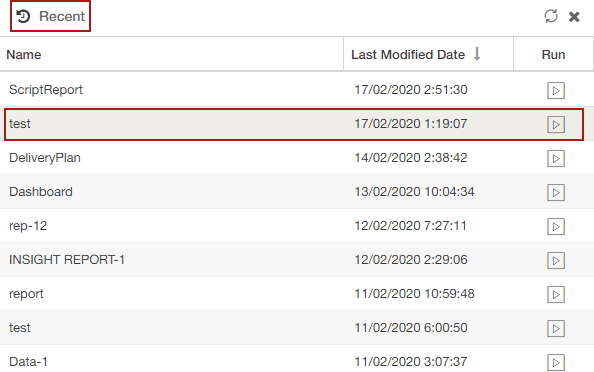 Recent
Name Last Modified Date Run
ScriptReport 17/02/2020 2:51:30
test 17/02/2020 1:19:07
DeliveryPlan 14/02/2020 2:38:42
Dashboard 13/02/2020 10:04:34
rep-12 12/02/2020 7:27:11
INSIGHT REPORT-1 12/02/2020 2:29:06
report 11/02/2020 10:59:48
test 11/02/2020 6:00:50
Data-1 11/02/2020 3:07:37